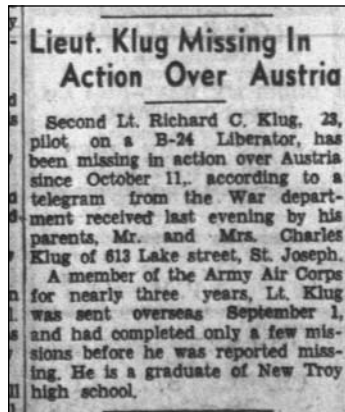 Lieut. Klug Missing In
Action Over Austria
Second Lt. Richard C. Klug, 23,
pilot on a B-24 Liberator, has
been missing in action over Austria
since October 11,. according to a
telegram from the War depart-
ment received last evening by his
parents, Mr. and Mrs. Charles
Klug of 613 Lake street, St. Joseph.
A member of the Army Air Corps
for nearly three years, Lt. Klug
was sent overseas September 1,
and had completed only a few mis-
sions before he was reported miss-
ing. He is a graduate of New Troy
high school.